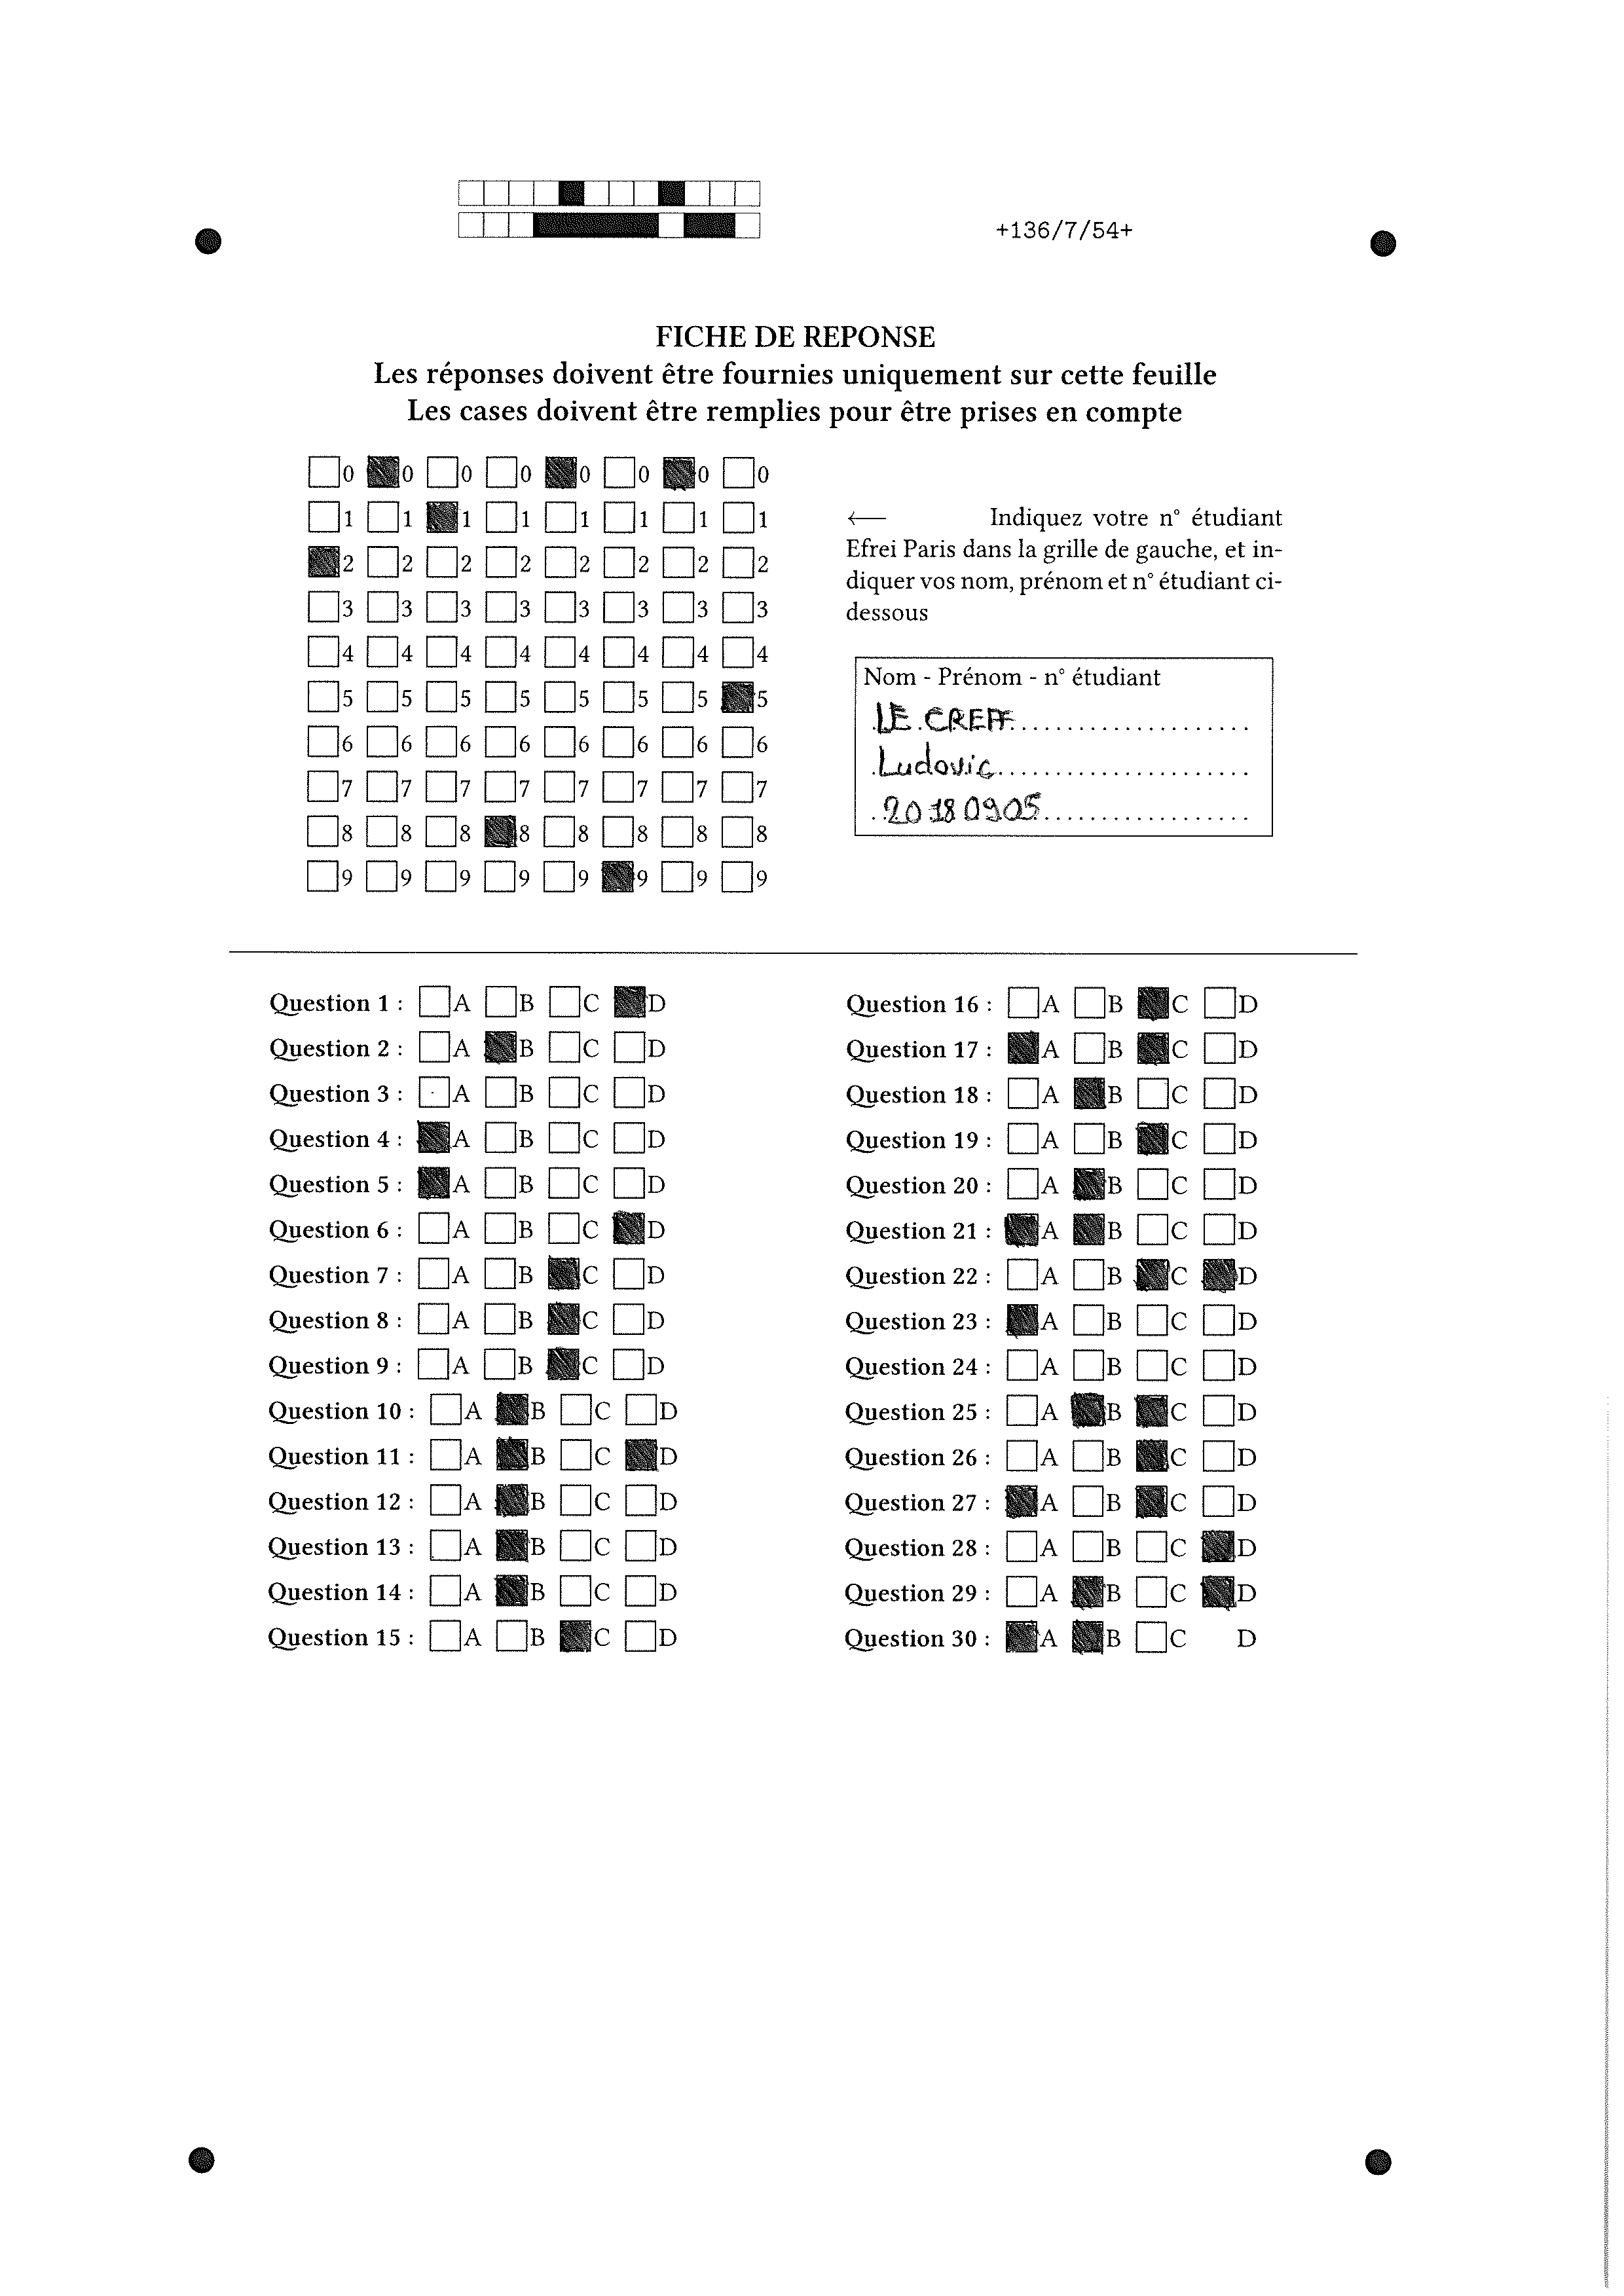 +136/7/54+
FICHE DE REPONSE
Les réponses doivent être fournies uniquement sur cette feuille
Les cases doivent être remplies pour être prises en compte
0 0 0 0 0 0 0 0
1 1 1 1 1 1 1 1
2 2 2 2 2 2 2 2
3 3 3 3 3 3 3 3
4 4 4 4 4 4 4 4
5 5 5 5 5 5 5 5
6 6 6 6 6 6 6 6
7 7 7 7 7 7 7 7
8 8 8 8 8 8 8 8
9 9 9 9 9 9 9 9
← Indiquez votre n° étudiant
Efrei Paris dans la grille de gauche, et in-
diquer vos nom, prénom et n° étudiant ci-
dessous
Nom - Prénom - n° étudiant
LE CREFF
Ludovic
20180905
Question 1 : A B C D
Question 2 : A B C D
Question 3 : A B C D
Question 4 : A B C D
Question 5 : A B C D
Question 6 : A B C D
Question 7 : A B C D
Question 8 : A B C D
Question 9 : A B C D
Question 10 : A B C D
Question 11 : A B C D
Question 12 : A B C D
Question 13 : A B C D
Question 14 : A B C D
Question 15 : A B C D
Question 16 : A B C D
Question 17 : A B C D
Question 18 : A B C D
Question 19 : A B C D
Question 20 : A B C D
Question 21 : A B C D
Question 22 : A B C D
Question 23 : A B C D
Question 24 : A B C D
Question 25 : A B C D
Question 26 : A B C D
Question 27 : A B C D
Question 28 : A B C D
Question 29 : A B C D
Question 30 : A B C D